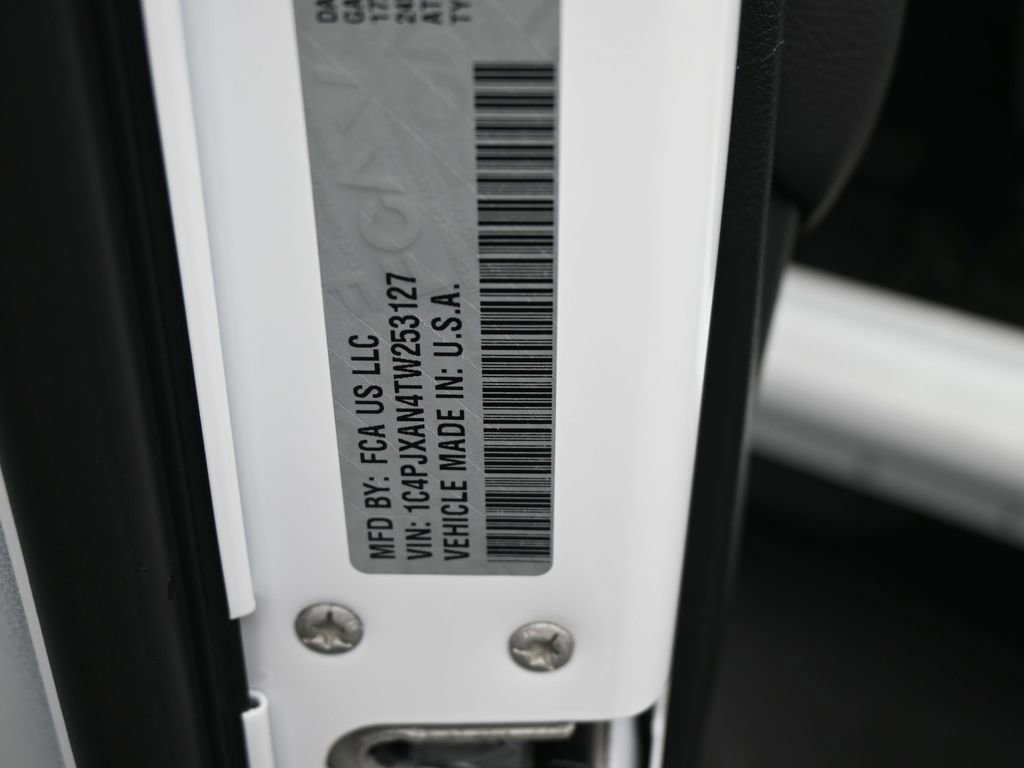 MFD BY: FCA US LLC
VIN: 1C4PJXAN4TW253127
VEHICLE MADE IN: U.S.A.